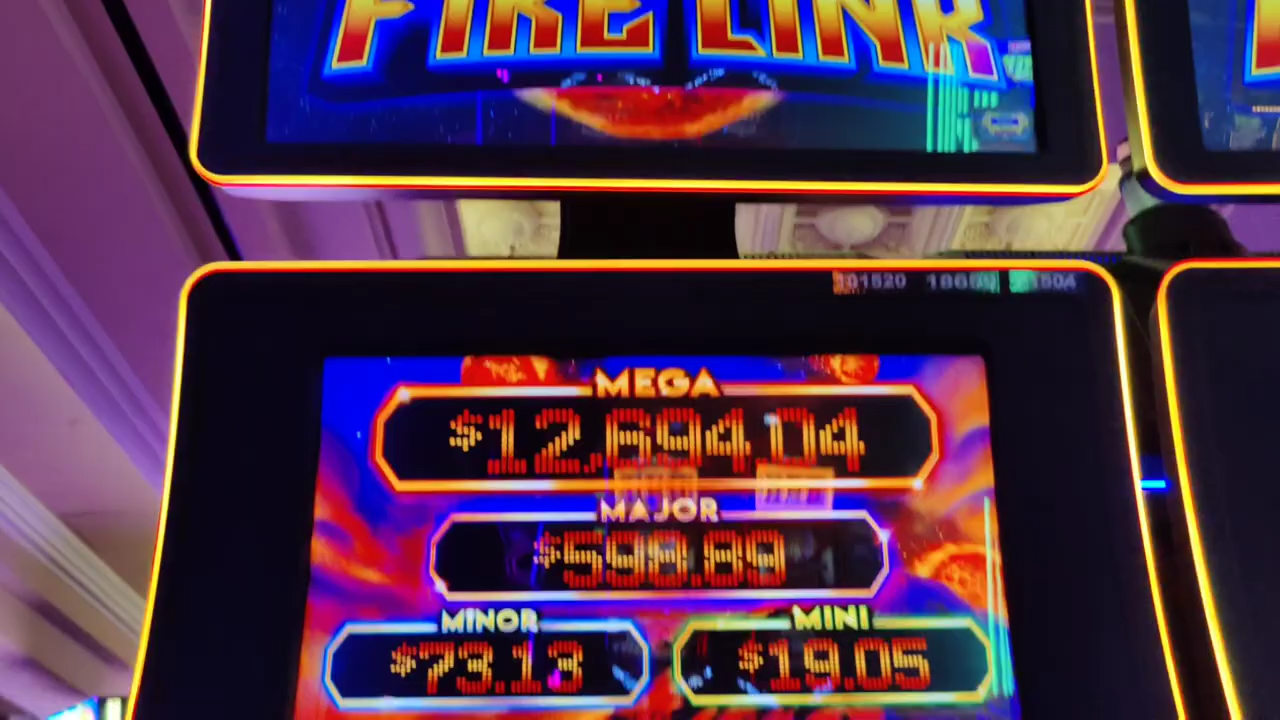 FIRE LINK
MEGA
$12,694.04
MAJOR
$598.89
MINOR MINI
$73.13 $19.05